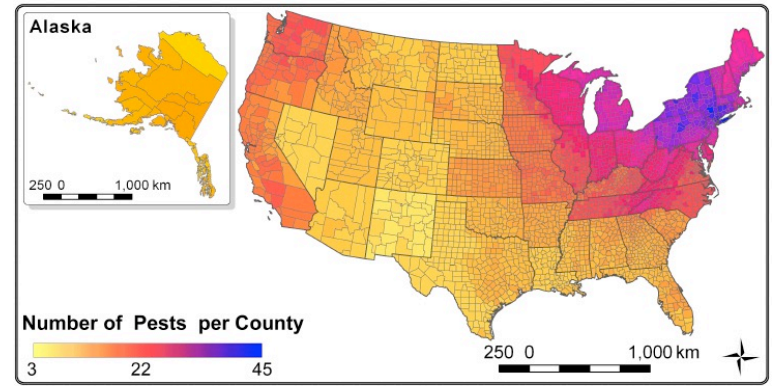 Alaska
250 0 1,000 km
Number of Pests per County
3 22 45
250 0 1,000 km